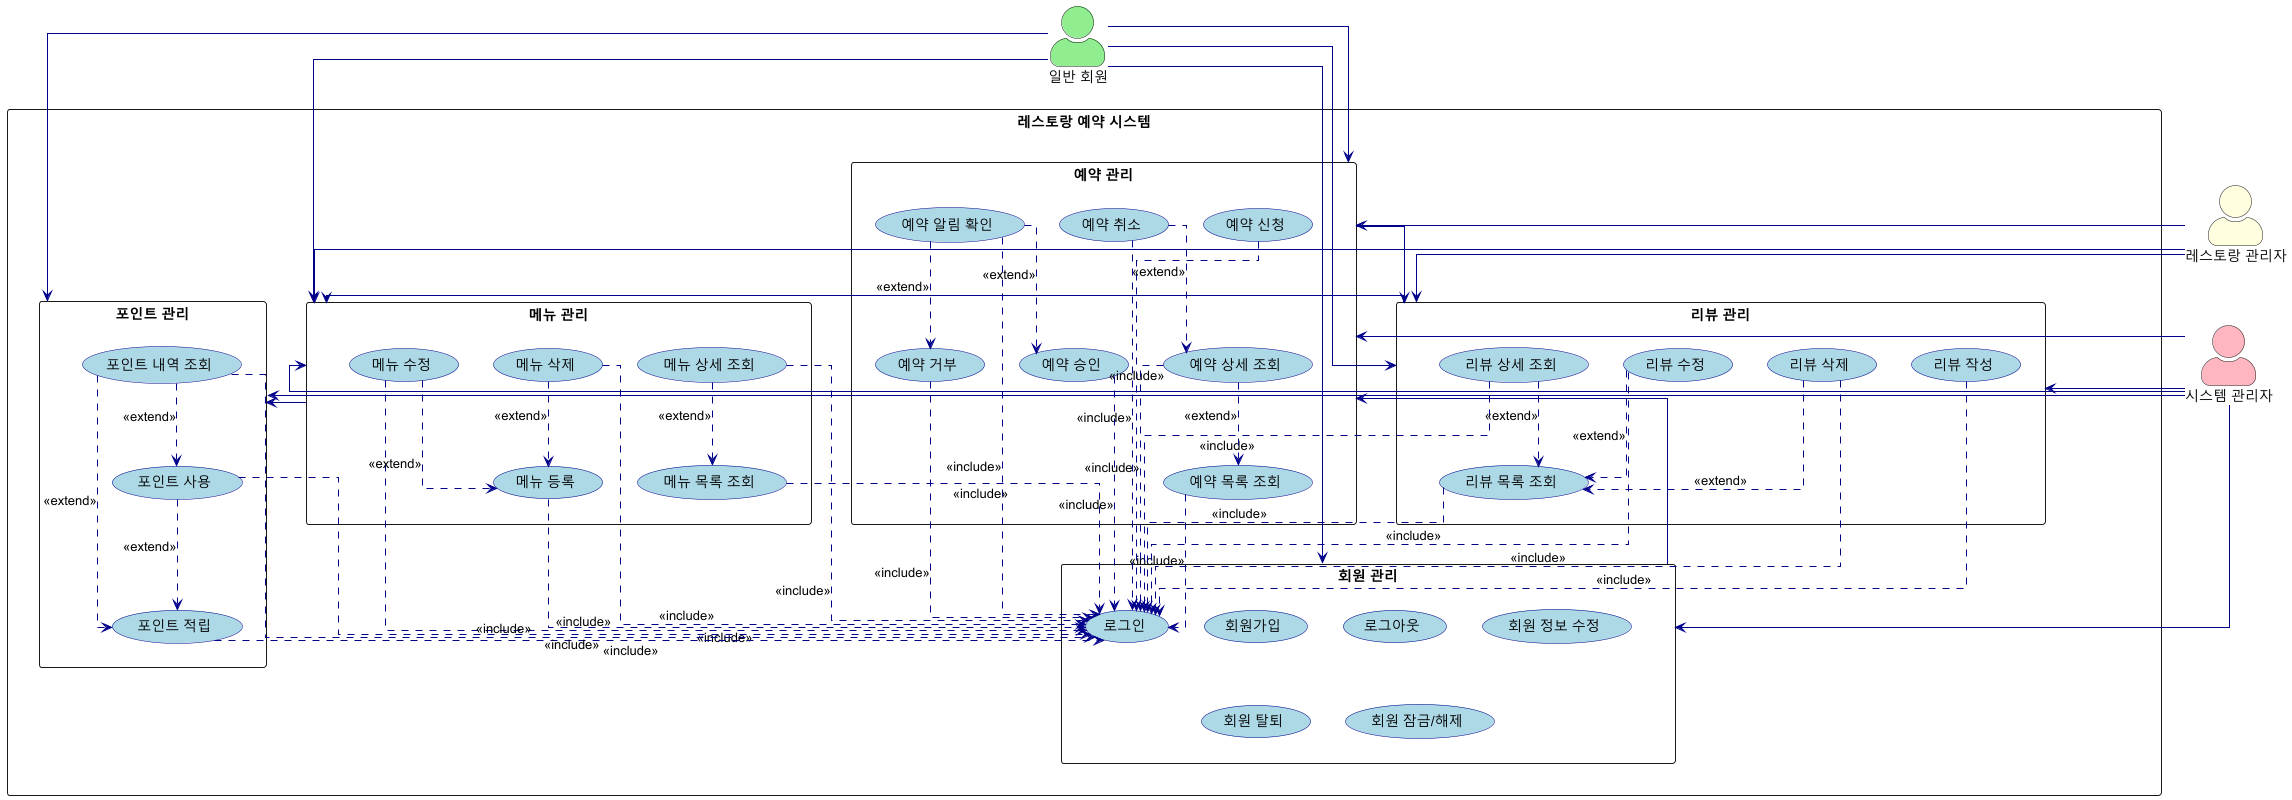 일반 회원
레스토랑 예약 시스템
예약 관리
예약 알림 확인
예약 취소
예약 신청
레스토랑 관리자
«extend»
«extend»
«extend»
포인트 관리
메뉴 관리
리뷰 관리
포인트 내역 조회
메뉴 수정
메뉴 삭제
메뉴 상세 조회
예약 거부
예약 승인
예약 상세 조회
리뷰 상세 조회
리뷰 수정
리뷰 삭제
리뷰 작성
«include»
시스템 관리자
«extend»
«extend»
«extend»
«include»
«extend»
«extend»
«extend»
«include»
«extend»
«include»
«include»
포인트 사용
메뉴 등록
메뉴 목록 조회
예약 목록 조회
리뷰 목록 조회
«extend»
«extend»
«include»
«include»
«include»
«include»
«extend»
«include»
«include»
«include»
회원 관리
«include»
«include»
포인트 적립
«include»
«include»
«include»
«include»
«include»
«include»
로그인
회원가입
로그아웃
회원 정보 수정
회원 탈퇴
회원 잠금/해제